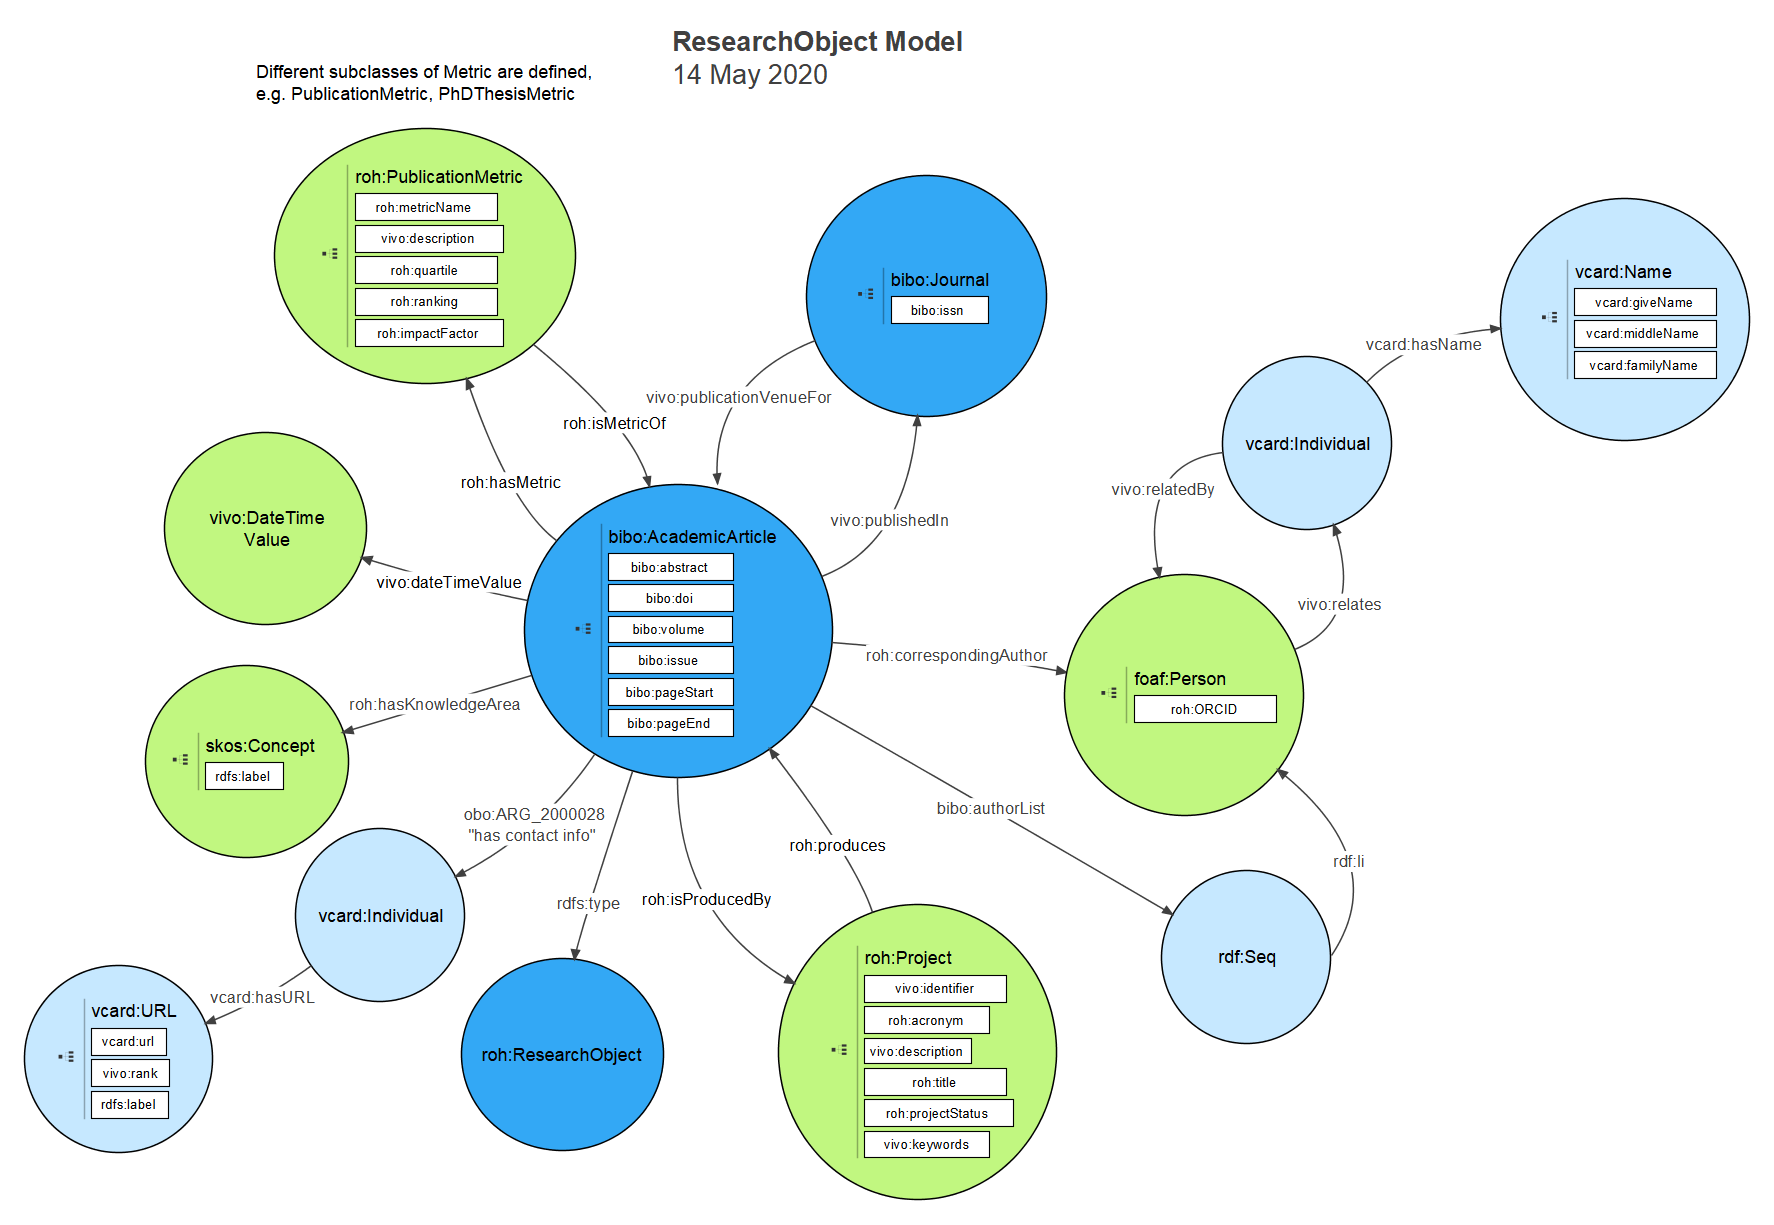 ResearchObject Model
14 May 2020
Different subclasses of Metric are defined,
e.g. PublicationMetric, PhDThesisMetric
roh:PublicationMetric
roh:metricName
vivo:description
roh:quartile
roh:ranking
roh:impactFactor
bibo:Journal
bibo:issn
vcard:Name
vcard:giveName
vcard:middleName
vcard:familyName
vcard:hasName
vivo:publicationVenueFor
roh:isMetricOf
vcard:Individual
roh:hasMetric
vivo:relatedBy
vivo:publishedIn
vivo:DateTime
Value
bibo:AcademicArticle
bibo:abstract
bibo:doi
bibo:volume
bibo:issue
bibo:pageStart
bibo:pageEnd
vivo:dateTimeValue
vivo:relates
roh:correspondingAuthor
foaf:Person
roh:ORCID
roh:hasKnowledgeArea
skos:Concept
rdfs:label
obo:ARG_2000028
"has contact info"
bibo:authorList
roh:produces
rdf:li
rdfs:type
roh:isProducedBy
vcard:Individual
rdf:Seq
roh:Project
vivo:identifier
roh:acronym
vivo:description
roh:title
roh:projectStatus
vivo:keywords
vcard:hasURL
vcard:URL
vcard:url
vivo:rank
rdfs:label
roh:ResearchObject